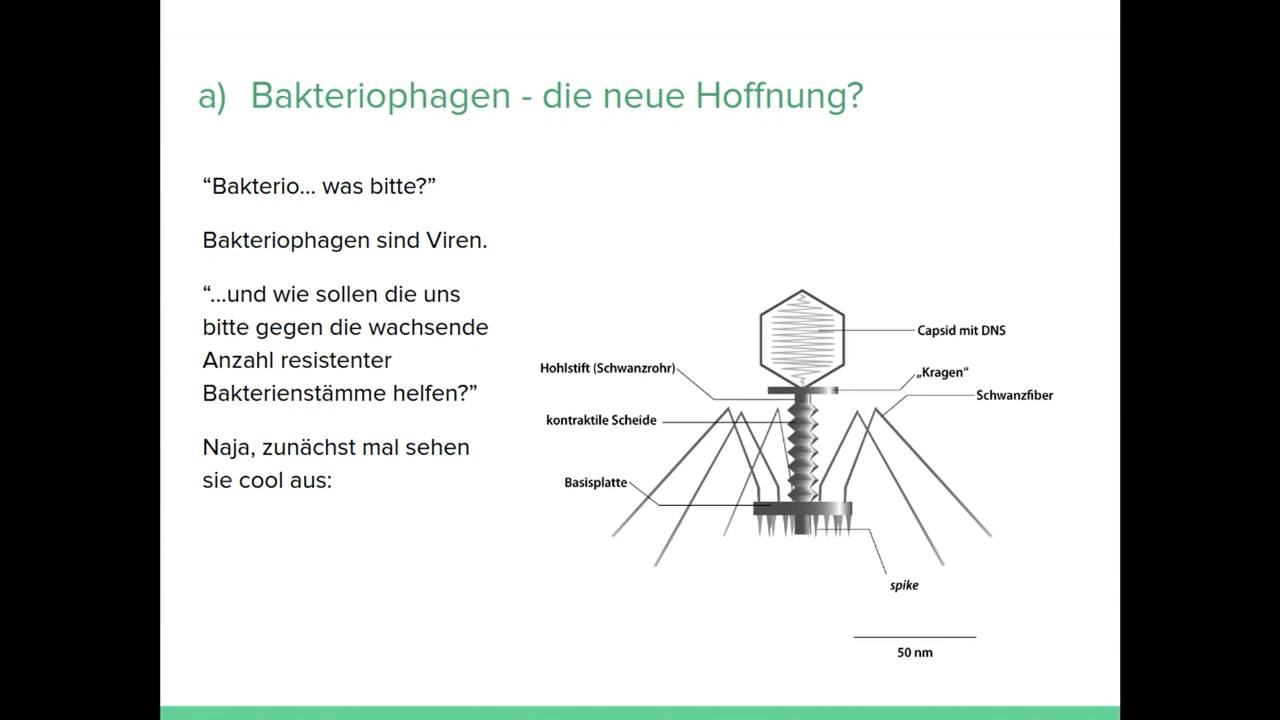 a) Bakteriophagen - die neue Hoffnung?
“Bakterio... was bitte?”
Bakteriophagen sind Viren.
“...und wie sollen die uns
bitte gegen die wachsende
Anzahl resistenter
Bakterienstämme helfen?”
Naja, zunächst mal sehen
sie cool aus:
Capsid mit DNS
Hohlstift (Schwanzrohr)
„Kragen“
Schwanzfiber
kontraktile Scheide
Basisplatte
spike
50 nm